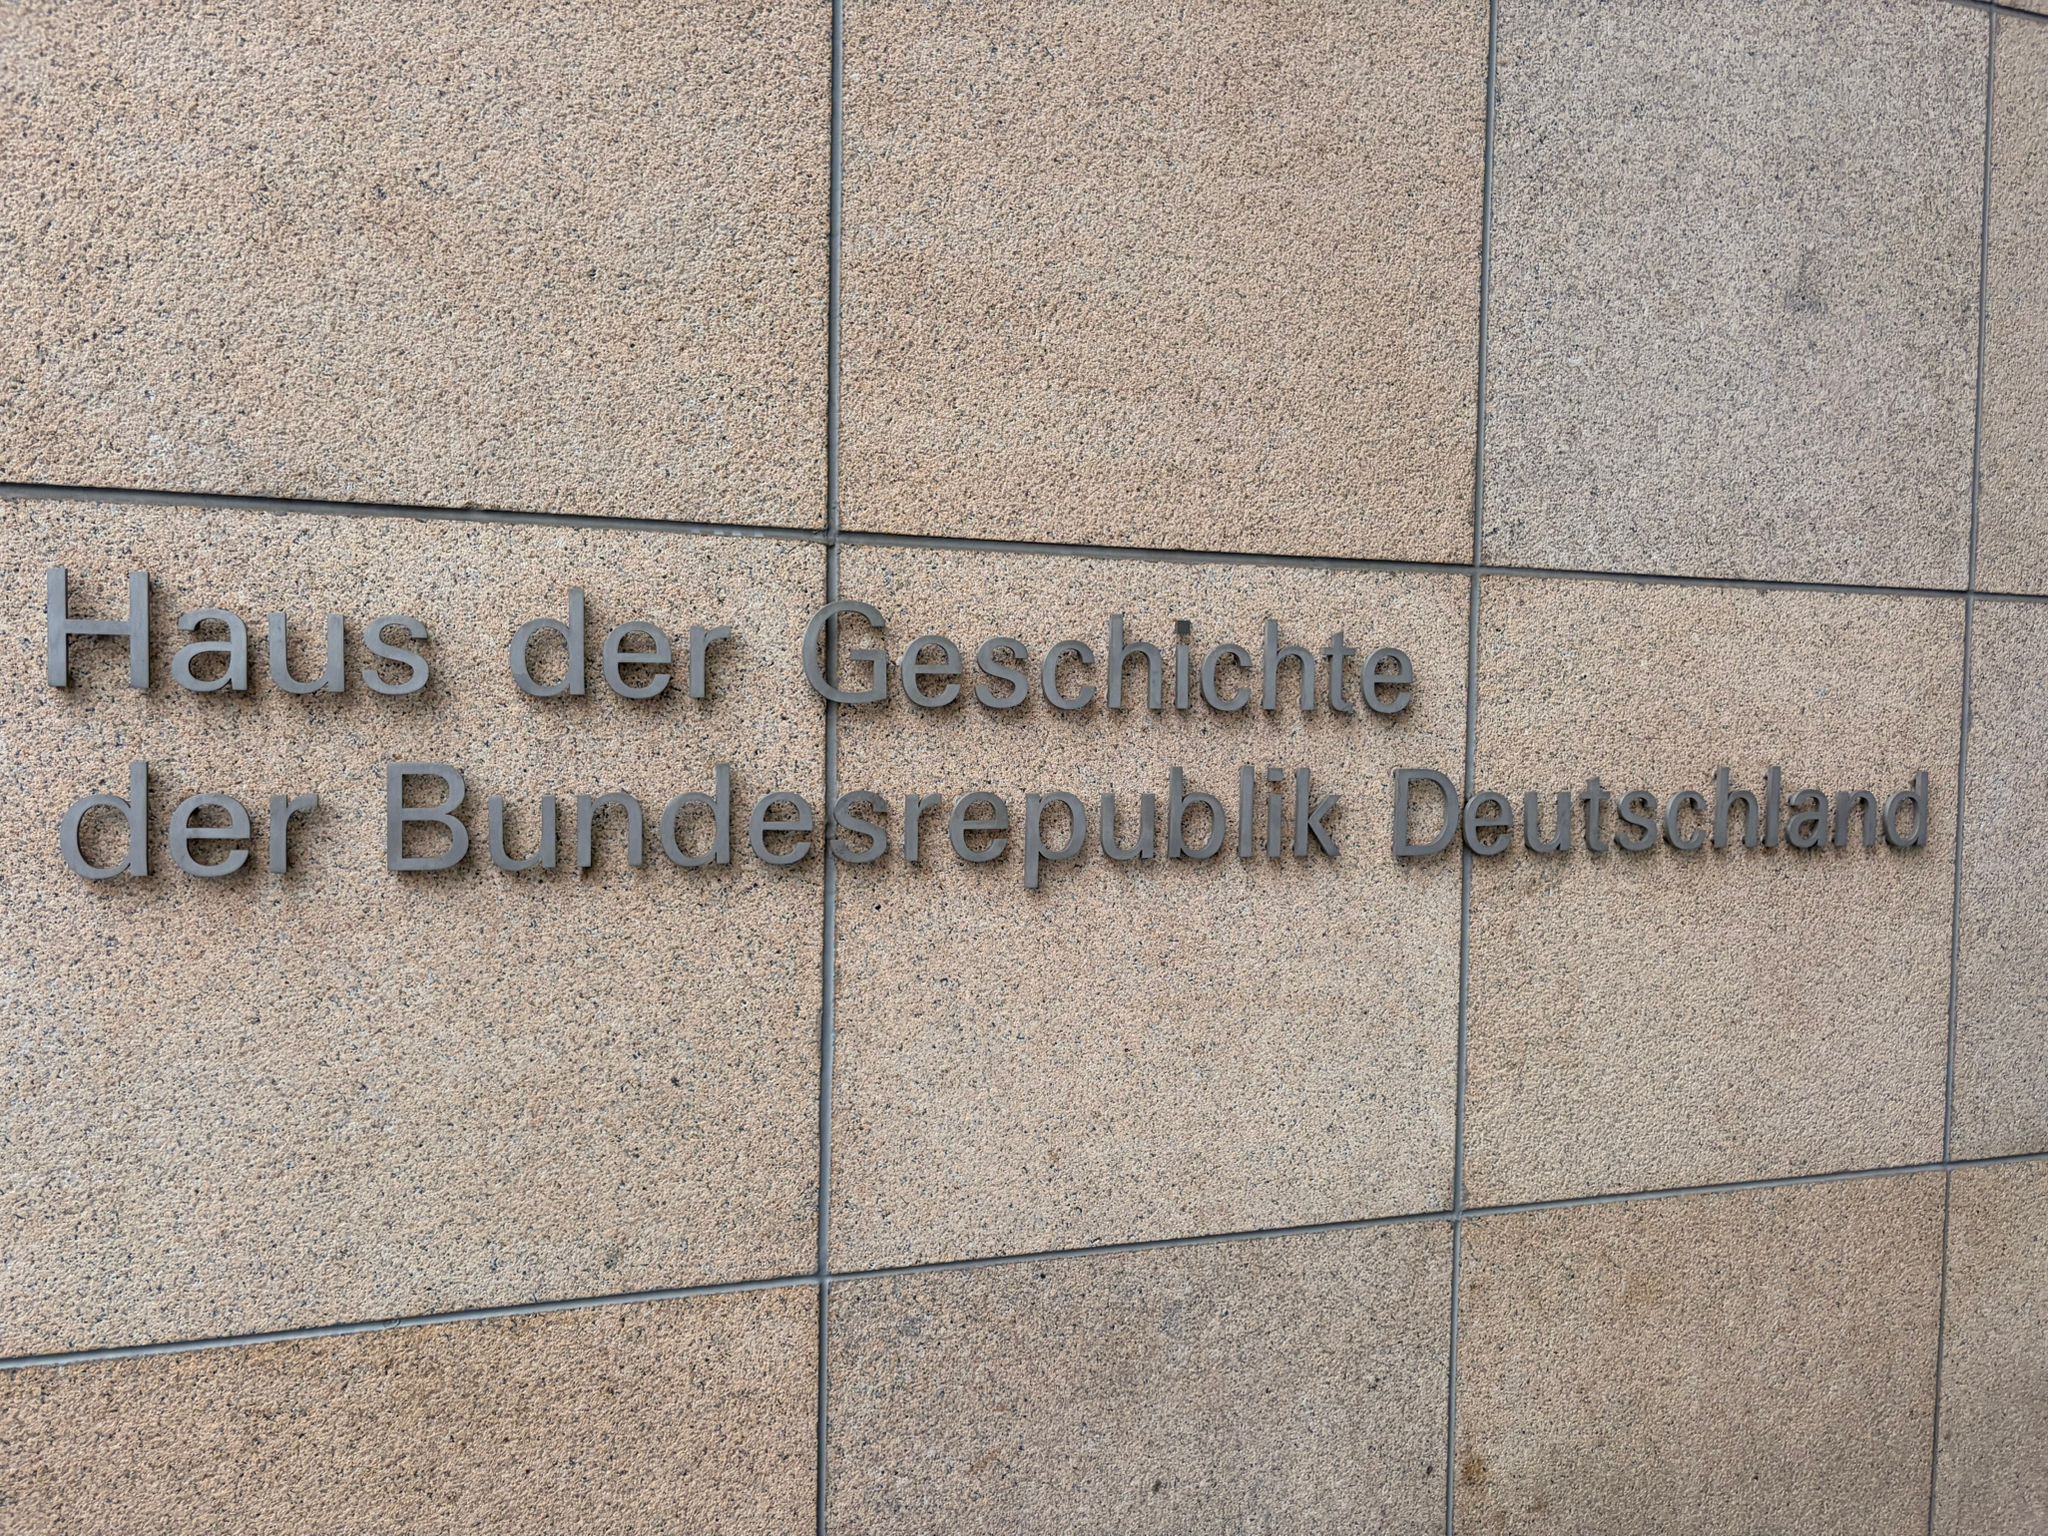 Haus der Geschichte
der Bundesrepublik Deutschland